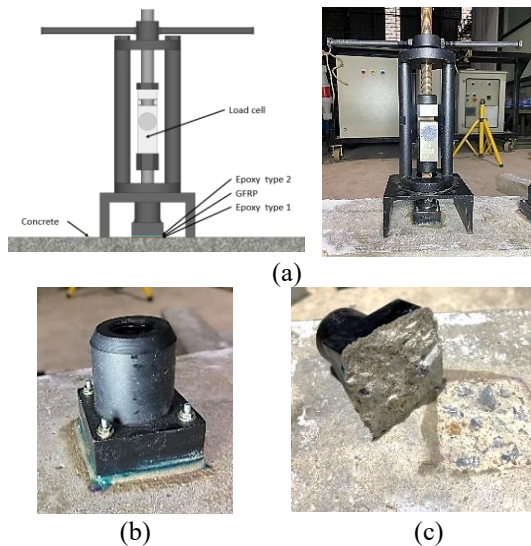 Load cell
Epoxy type 2
GFRP
Epoxy type 1
Concrete
(a)
(b)
(c)